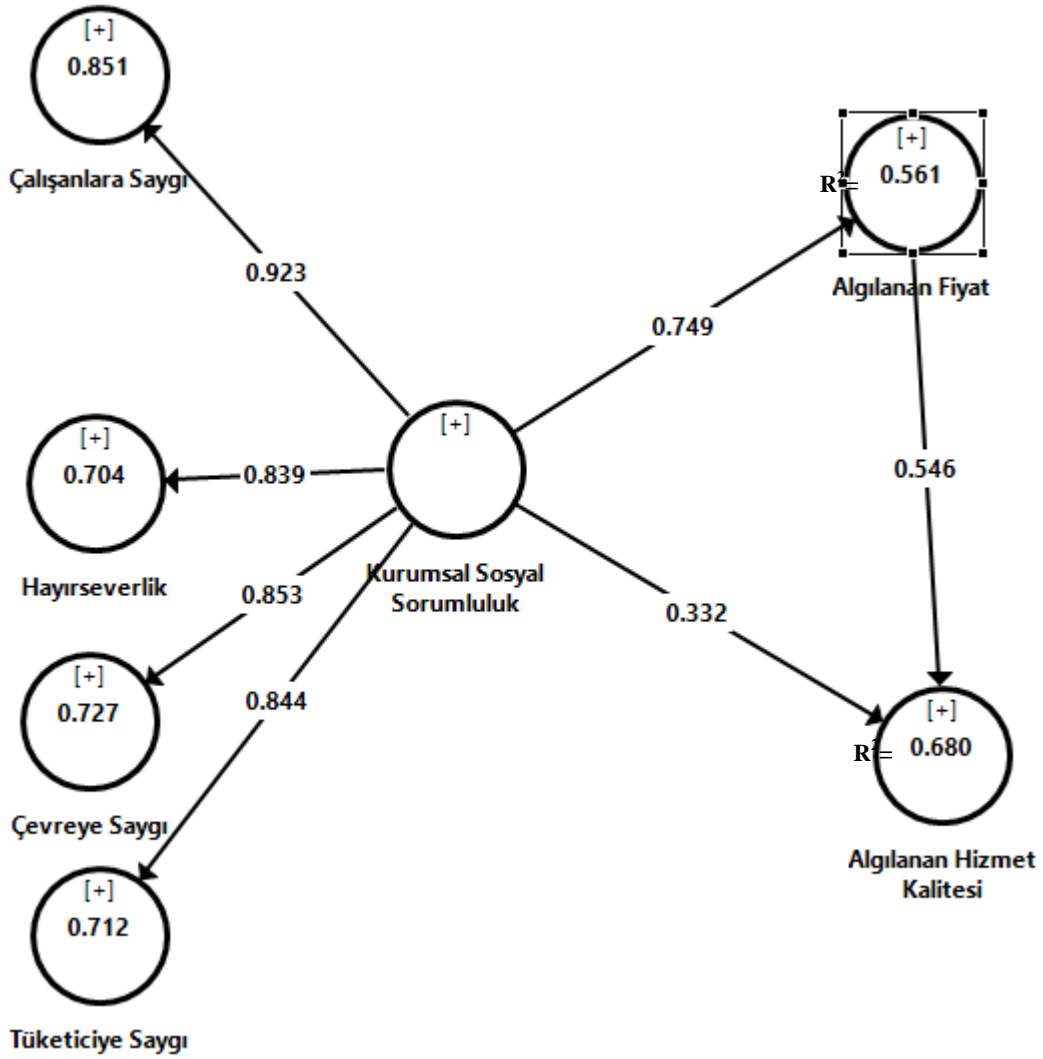 [+]
0.851
Çalışanlara Saygı
0.923
[+]
R²= 0.561
Algılanan Fiyat
0.749
[+]
0.704
Hayırseverlik
0.839
[+]
Kurumsal Sosyal
Sorumluluk
0.546
0.853
0.332
[+]
0.727
Çevreye Saygı
0.844
[+]
R²= 0.680
Algılanan Hizmet
Kalitesi
[+]
0.712
Tüketiciye Saygı